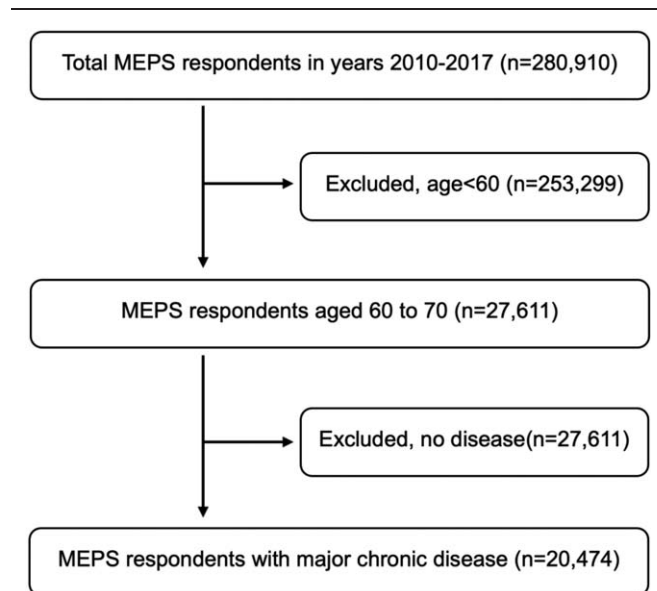 Total MEPS respondents in years 2010-2017 (n=280,910)
Excluded, age<60 (n=253,299)
MEPS respondents aged 60 to 70 (n=27,611)
Excluded, no disease(n=27,611)
MEPS respondents with major chronic disease (n=20,474)